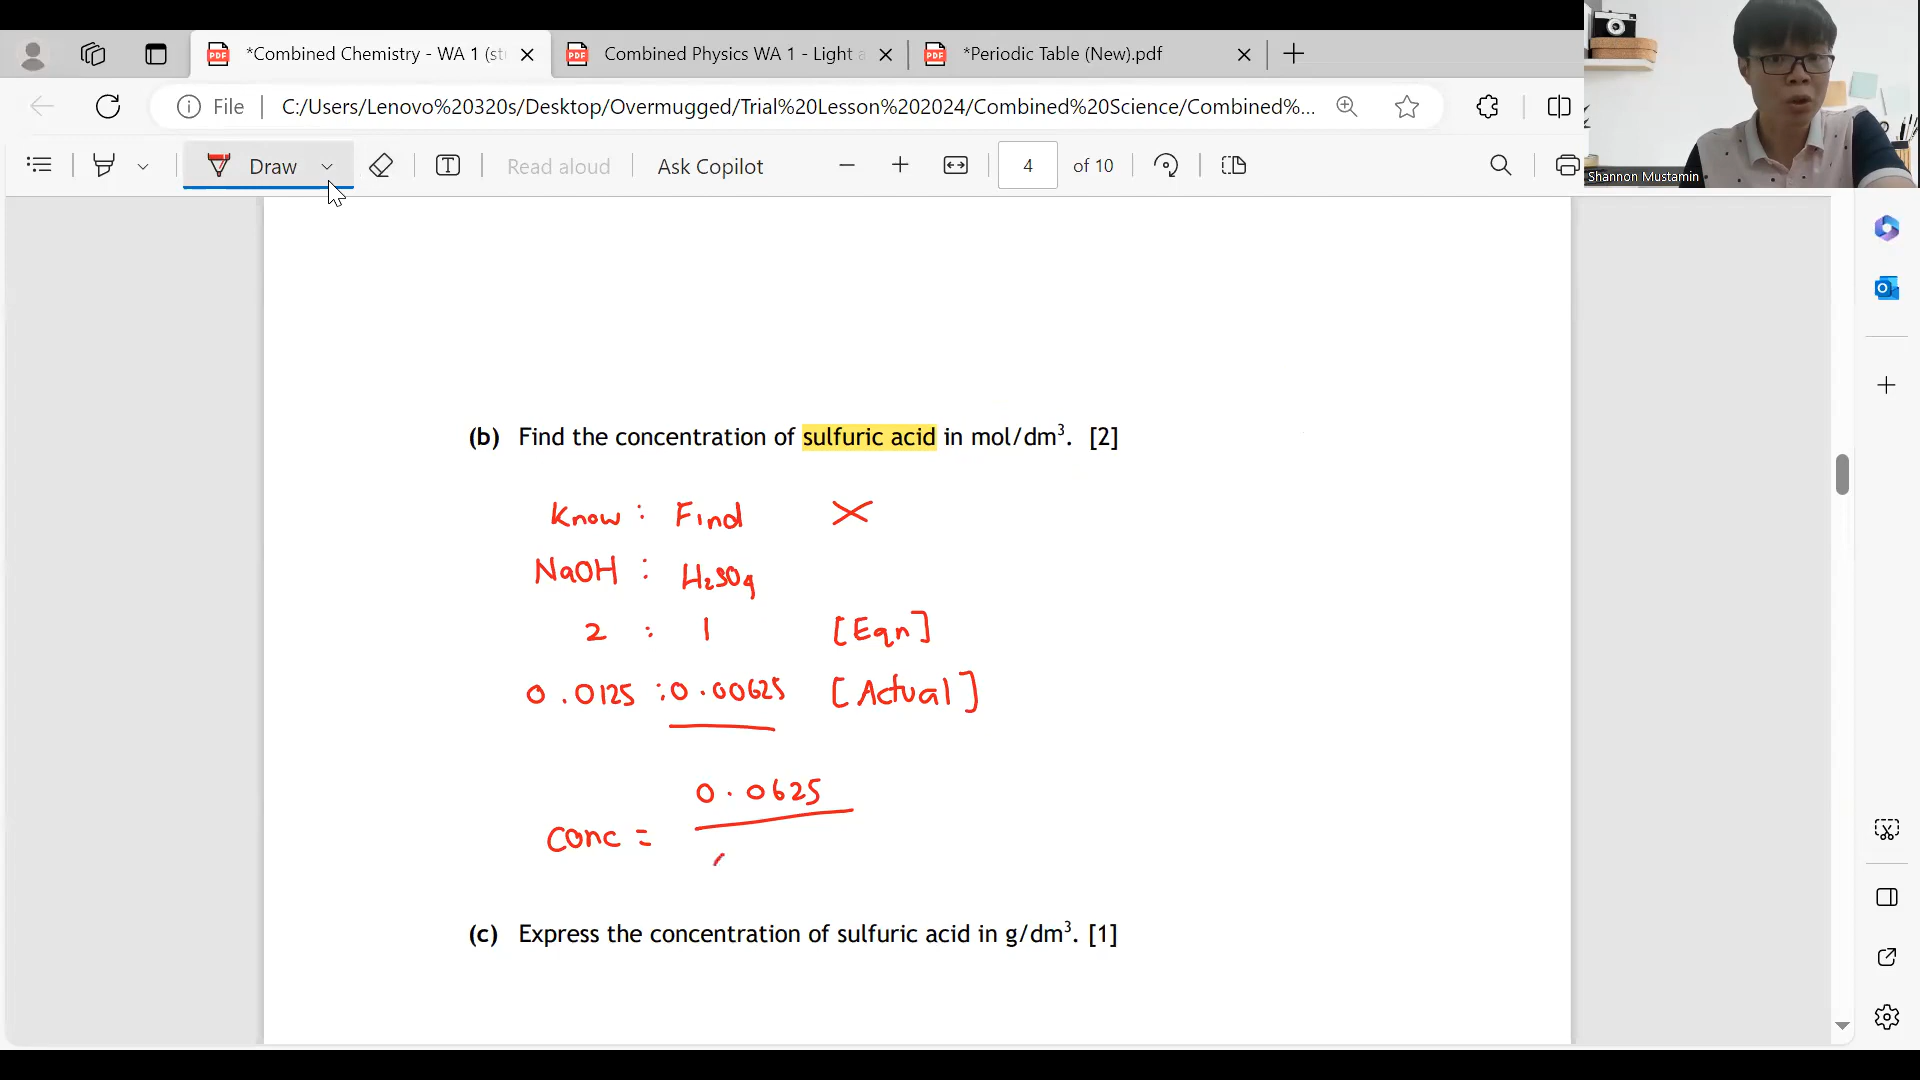 *Combined Chemistry - WA 1 (st
Combined Physics WA 1 - Light a
*Periodic Table (New).pdf
File
C:/Users/Lenovo%20320s/Desktop/Overmugged/Trial%20Lesson%202024/Combined%20Science/Combined%...
Draw
Read aloud
Ask Copilot
4 of 10
Shannon Mustamin
(b) Find the concentration of sulfuric acid in mol/dm³. [2]
Know : Find
NaOH : H₂SO₄
2 : 1 [Eqn]
0.0125 : 0.00625 [Actual]
0.0625
conc =
(c) Express the concentration of sulfuric acid in g/dm³. [1]